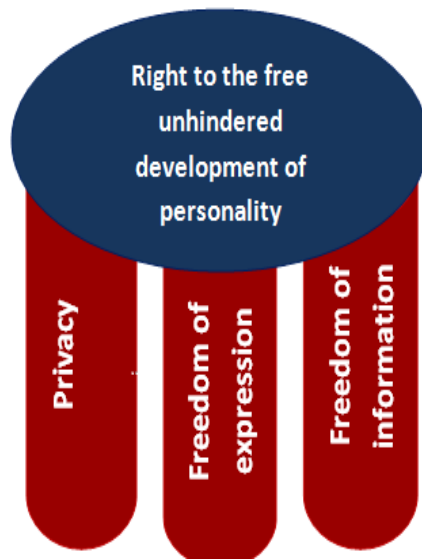 Right to the free
unhindered
development of
personality
Privacy
Freedom of
expression
Freedom of
information